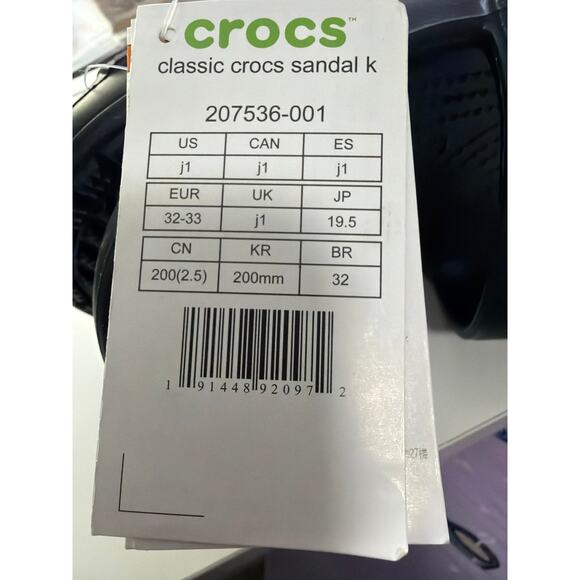 crocs™
classic crocs sandal k
207536-001
US CAN ES
j1 j1 j1
EUR UK JP
32-33 j1 19.5
CN KR BR
200(2.5) 200mm 32
1 91448 92097 2